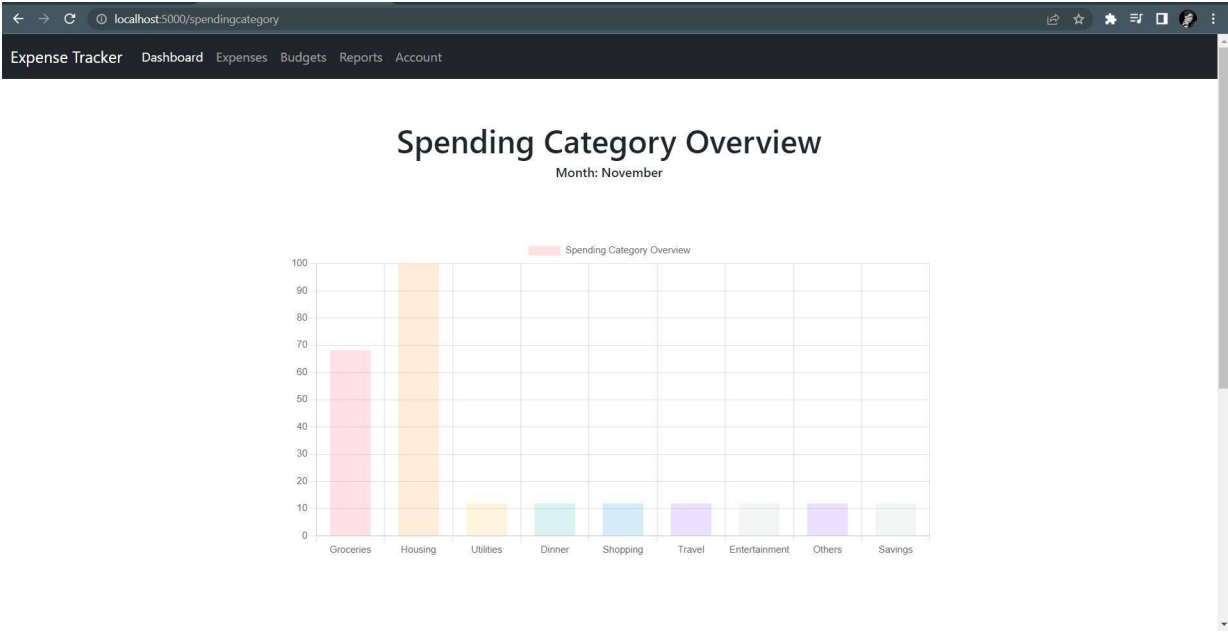 localhost:5000/spendingcategory
Expense Tracker Dashboard Expenses Budgets Reports Account
Spending Category Overview
Month: November
Spending Category Overview
100
90
80
70
60
50
40
30
20
10
0
Groceries Housing Utilities Dinner Shopping Travel Entertainment Others Savings